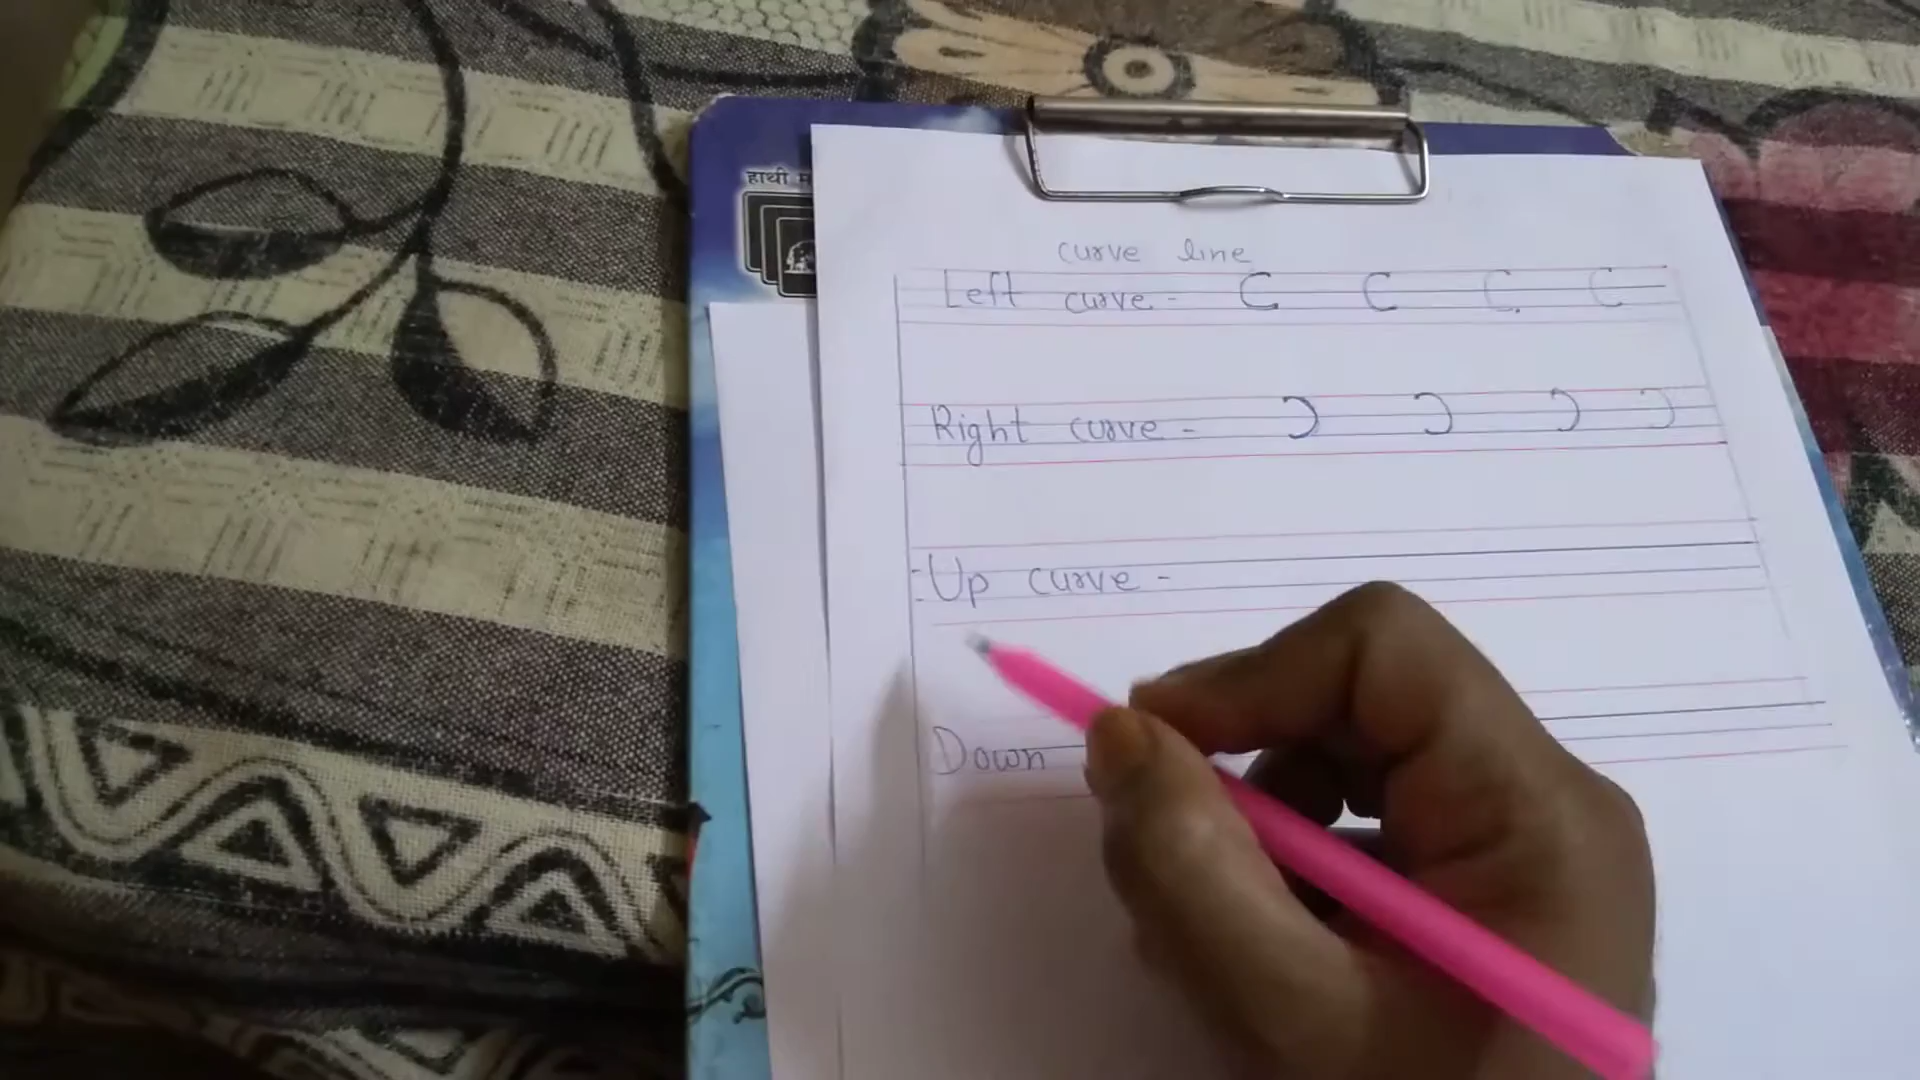 हाथी म
curve line
Left curve - C C C C
Right curve -
Up curve -
Down